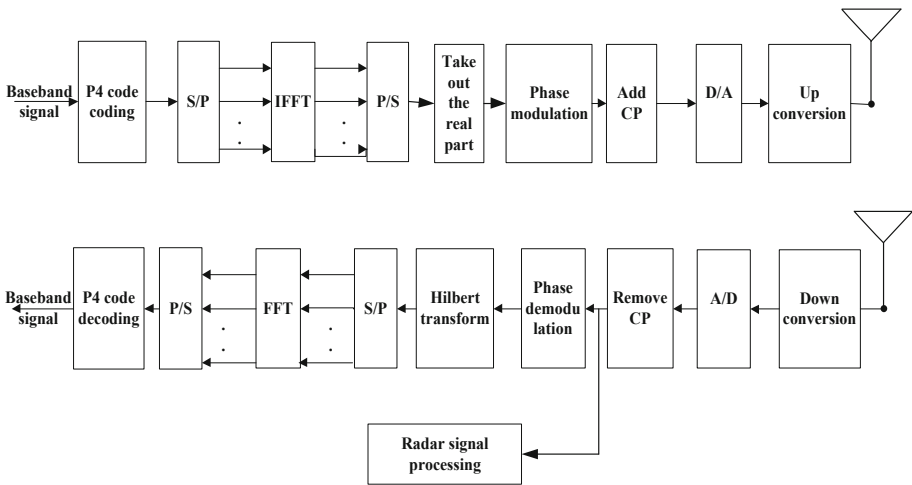 Baseband
signal
P4 code
coding
S/P
IFFT
P/S
Take
out
the
real
part
Phase
modulation
Add
CP
D/A
Up
conversion
Baseband
signal
P4 code
decoding
P/S
FFT
S/P
Hilbert
transform
Phase
demodu
lation
Remove
CP
A/D
Down
conversion
Radar signal
processing